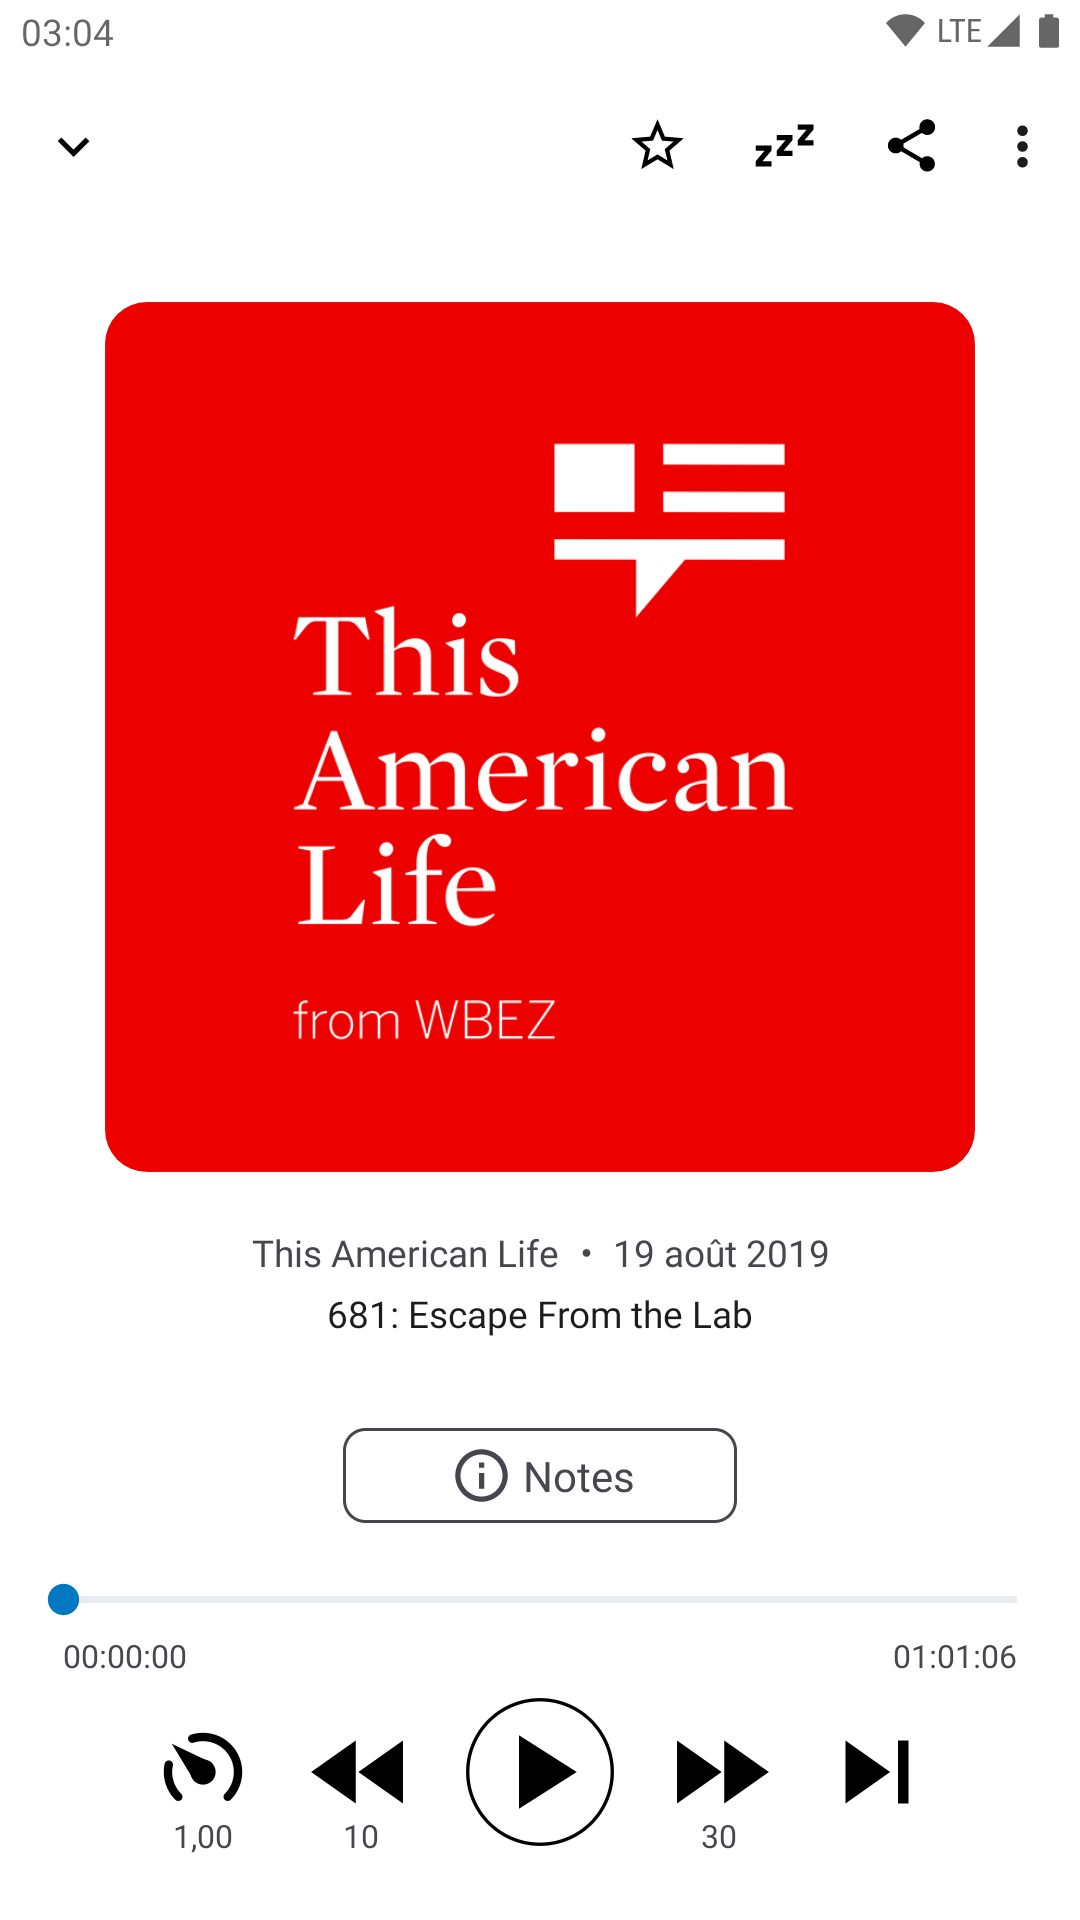 03:04 LTE
zzz
This
American
Life
from WBEZ
This American Life • 19 août 2019
681: Escape From the Lab
Notes
00:00:00 01:01:06
1,00 10 30